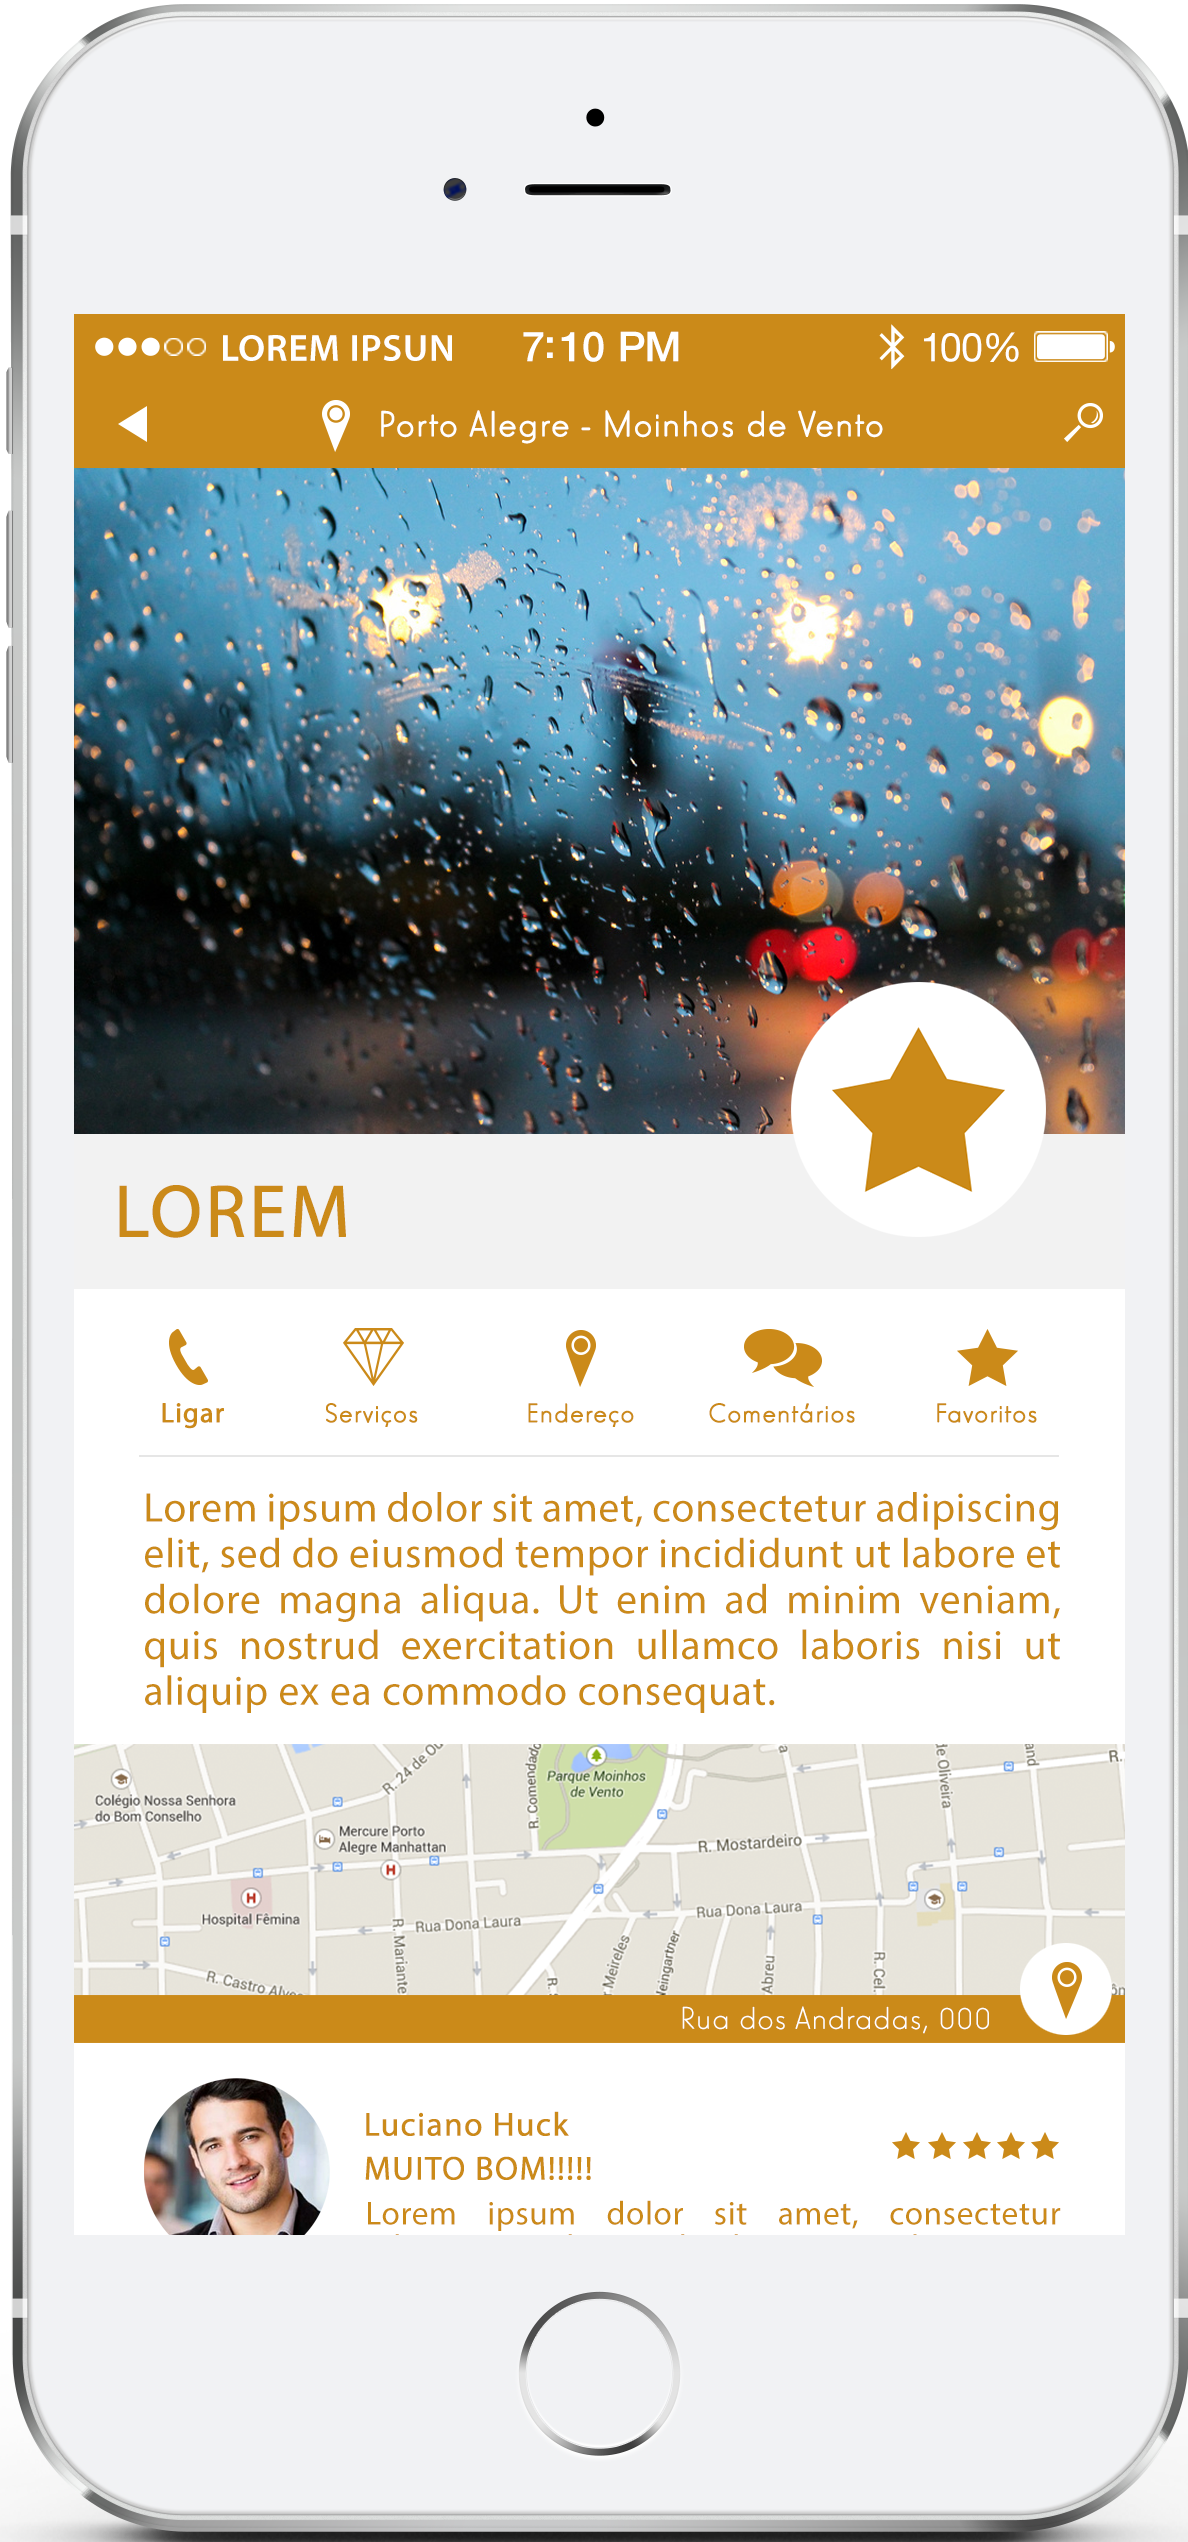 LOREM IPSUN 7:10 PM 100%
Porto Alegre - Moinhos de Vento
LOREM
Ligar Serviços Endereço Comentários Favoritos
Lorem ipsum dolor sit amet, consectetur adipiscing
elit, sed do eiusmod tempor incididunt ut labore et
dolore magna aliqua. Ut enim ad minim veniam,
quis nostrud exercitation ullamco laboris nisi ut
aliquip ex ea commodo consequat.
R. 24 de
R. Comendado
Parque Moinhos
de Vento
de Oliveira
and
R.
Colégio Nossa Senhora
do Bom Conselho
Mercure Porto
Alegre Manhattan
R. Mostardeiro
H
H
Hospital Fêmina
R. Mariante
Rua Dona Laura
Rua Dona Laura
R. Castro Alve
R.
Meireles
eingartner
Abreu
R. Cel.
Rua dos Andradas, 000
Luciano Huck
MUITO BOM!!!!!
Lorem ipsum dolor sit amet, consectetur